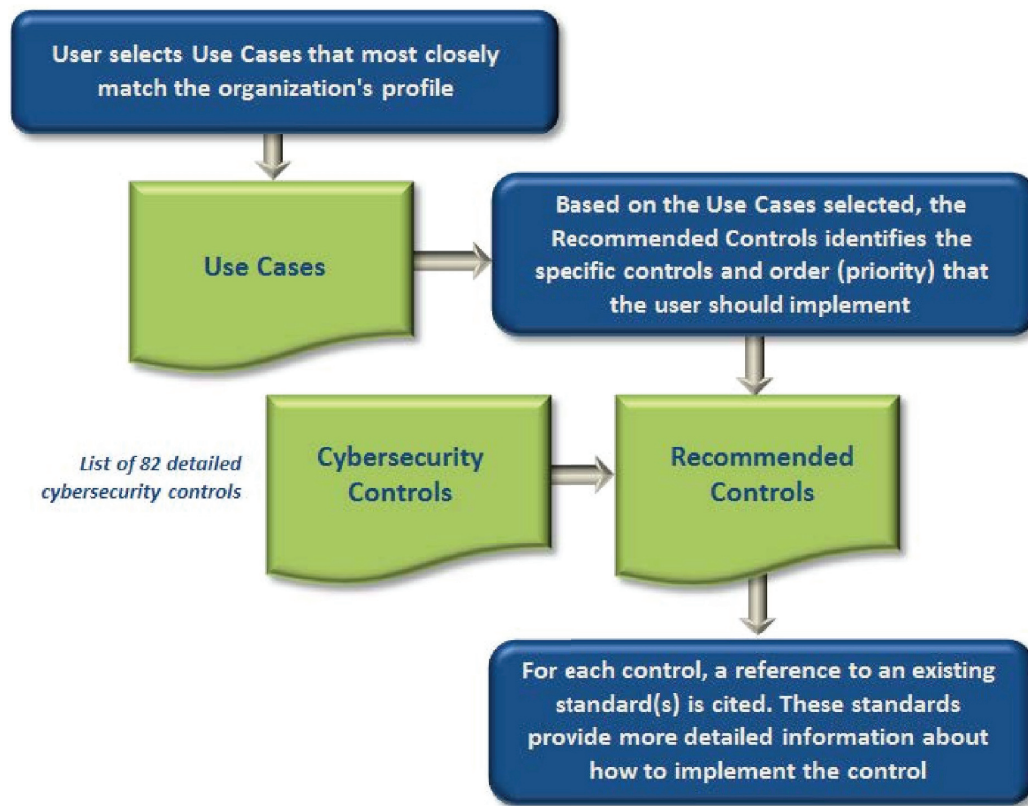 User selects Use Cases that most closely
match the organization's profile
Use Cases
Based on the Use Cases selected, the
Recommended Controls identifies the
specific controls and order (priority) that
the user should implement
List of 82 detailed
cybersecurity controls
Cybersecurity
Controls
Recommended
Controls
For each control, a reference to an existing
standard(s) is cited. These standards
provide more detailed information about
how to implement the control